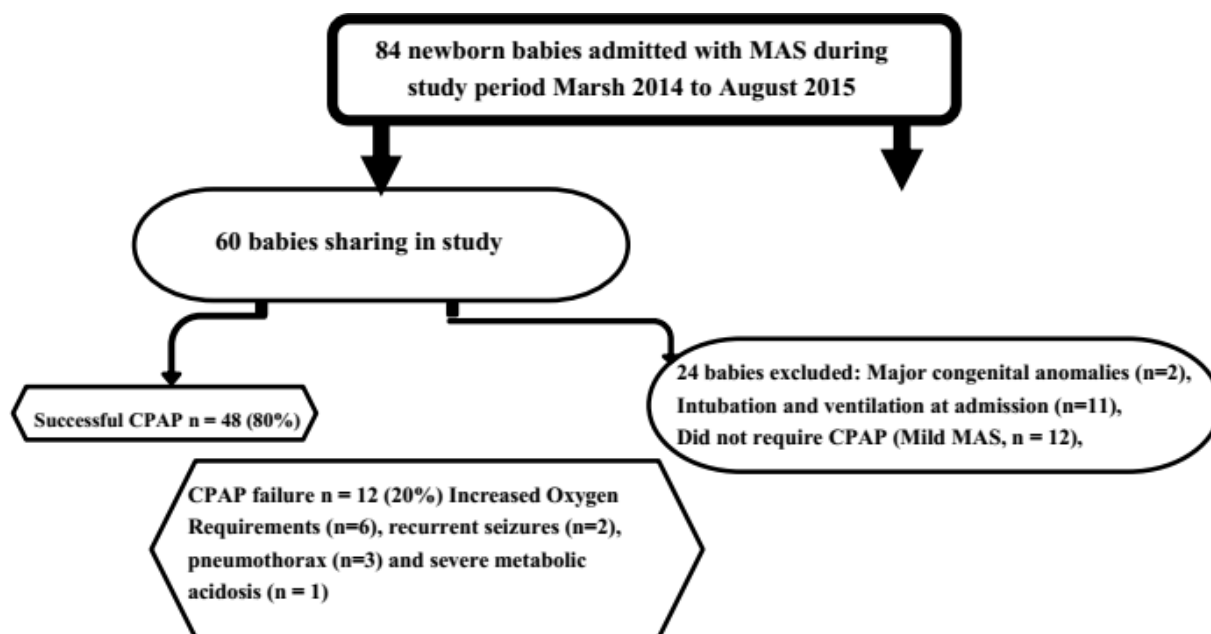 84 newborn babies admitted with MAS during
study period Marsh 2014 to August 2015
60 babies sharing in study
Successful CPAP n = 48 (80%)
24 babies excluded: Major congenital anomalies (n=2),
Intubation and ventilation at admission (n=11),
Did not require CPAP (Mild MAS, n = 12),
CPAP failure n = 12 (20%) Increased Oxygen
Requirements (n=6), recurrent seizures (n=2),
pneumothorax (n=3) and severe metabolic
acidosis (n = 1)